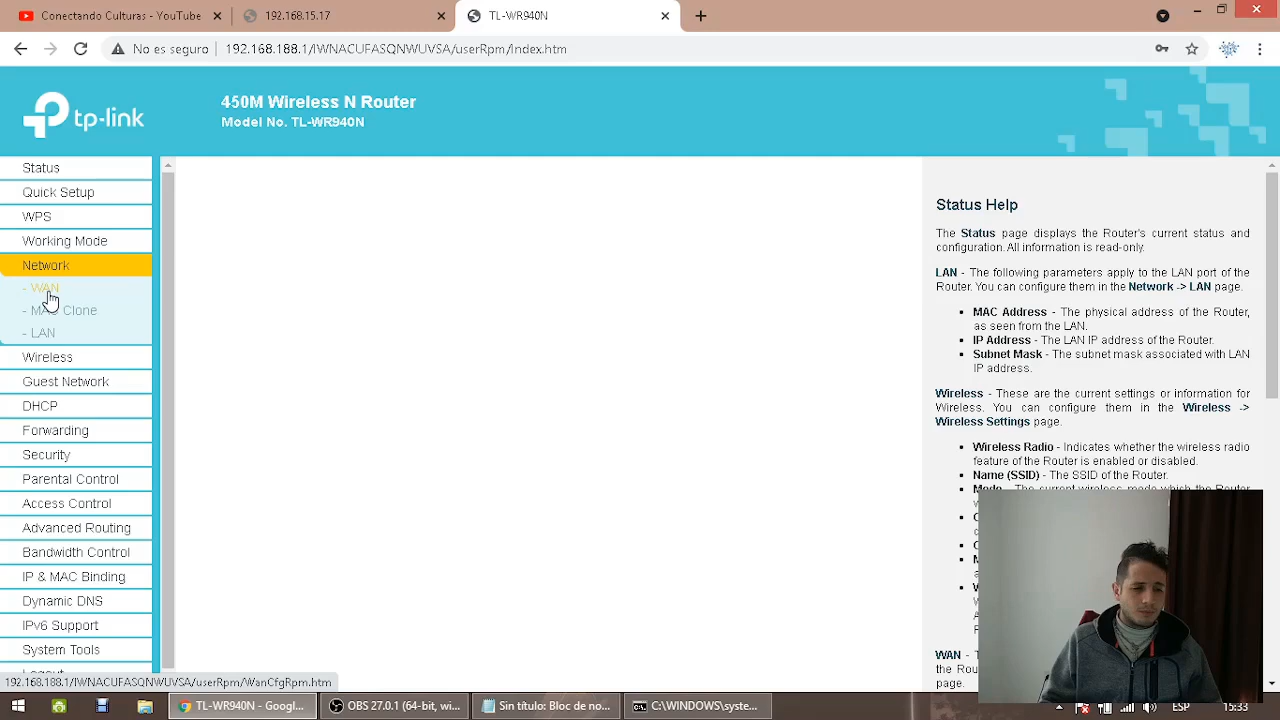 Conectando Culturas - YouTube
192.168.15.17
TL-WR940N
No es seguro
192.168.188.1/IWNACUFASQNWUVSA/userRpm/Index.htm
tp-link
450M Wireless N Router
Model No. TL-WR940N
Status
Quick Setup
WPS
Working Mode
Network
- WAN
- MAC Clone
- LAN
Wireless
Guest Network
DHCP
Forwarding
Security
Parental Control
Access Control
Advanced Routing
Bandwidth Control
IP & MAC Binding
Dynamic DNS
IPv6 Support
System Tools
Logout
Status Help
The Status page displays the Router's current status and
configuration. All information is read-only.
LAN - The following parameters apply to the LAN port of the
Router. You can configure them in the Network -> LAN page.
MAC Address - The physical address of the Router,
as seen from the LAN.
IP Address - The LAN IP address of the Router.
Subnet Mask - The subnet mask associated with LAN
IP address.
Wireless - These are the current settings or information for
Wireless. You can configure them in the Wireless ->
Wireless Settings page.
Wireless Radio - Indicates whether the wireless radio
feature of the Router is enabled or disabled.
Name (SSID) - The SSID of the Router.
Mode - The current wireless mode which the Router
WAN -
the Rou
page.
192.168.188.1/IWNACUFASQNWUVSA/userRpm/WanCfgRpm.htm
TL-WR940N - Googl...
OBS 27.0.1 (64-bit, wi...
Sin título: Bloc de no...
C:\WINDOWS\syste...
ESP
15:33